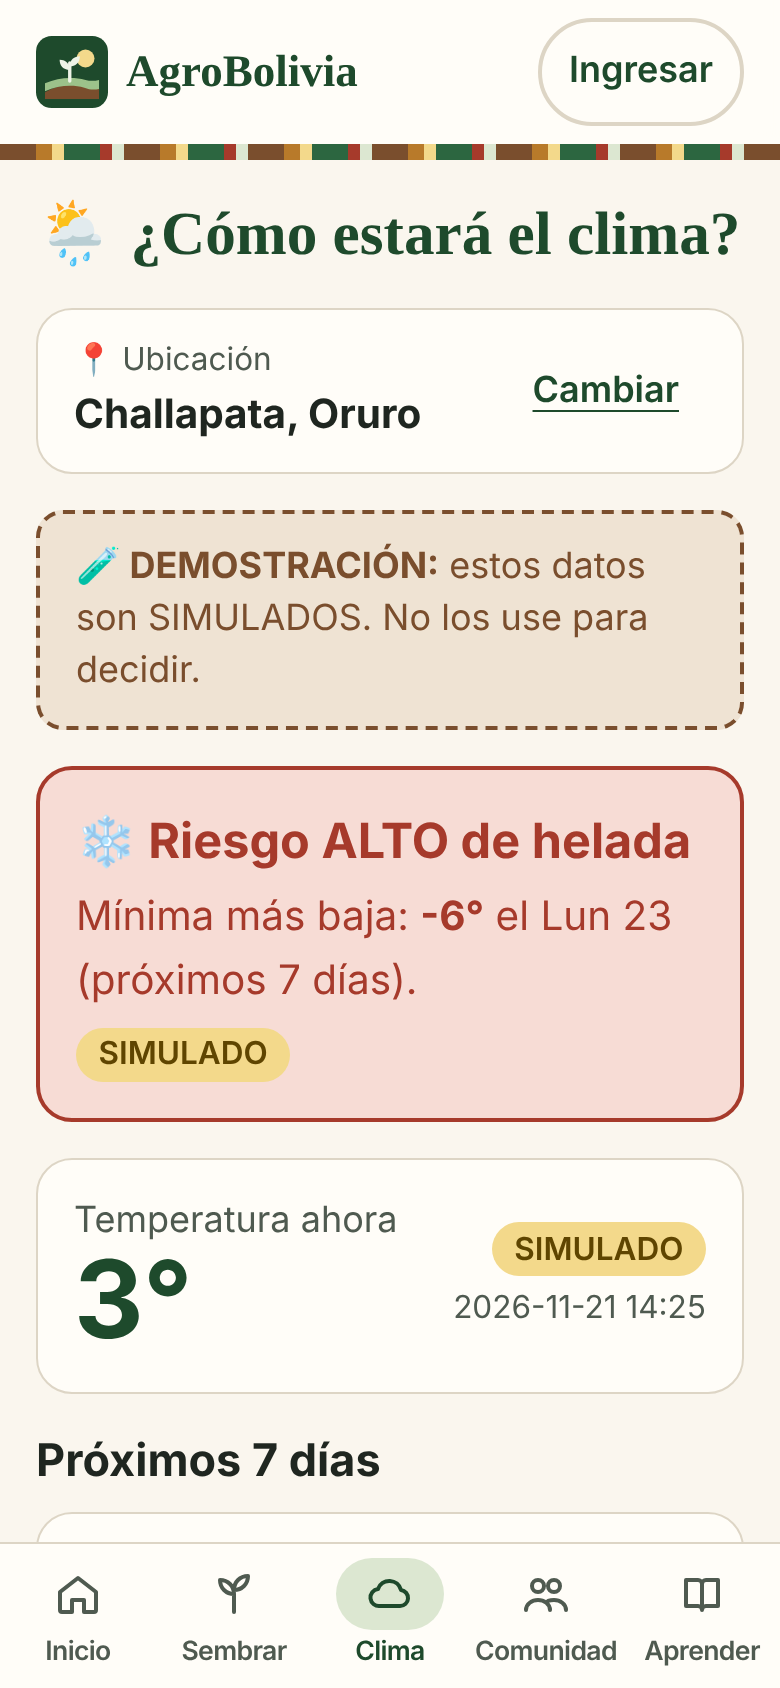 AgroBolivia
Ingresar
¿Cómo estará el clima?
Ubicación
Challapata, Oruro
Cambiar
DEMOSTRACIÓN: estos datos
son SIMULADOS. No los use para
decidir.
Riesgo ALTO de helada
Mínima más baja: -6° el Lun 23
(próximos 7 días).
SIMULADO
Temperatura ahora
3°
SIMULADO
2026-11-21 14:25
Próximos 7 días
Inicio
Sembrar
Clima
Comunidad
Aprender